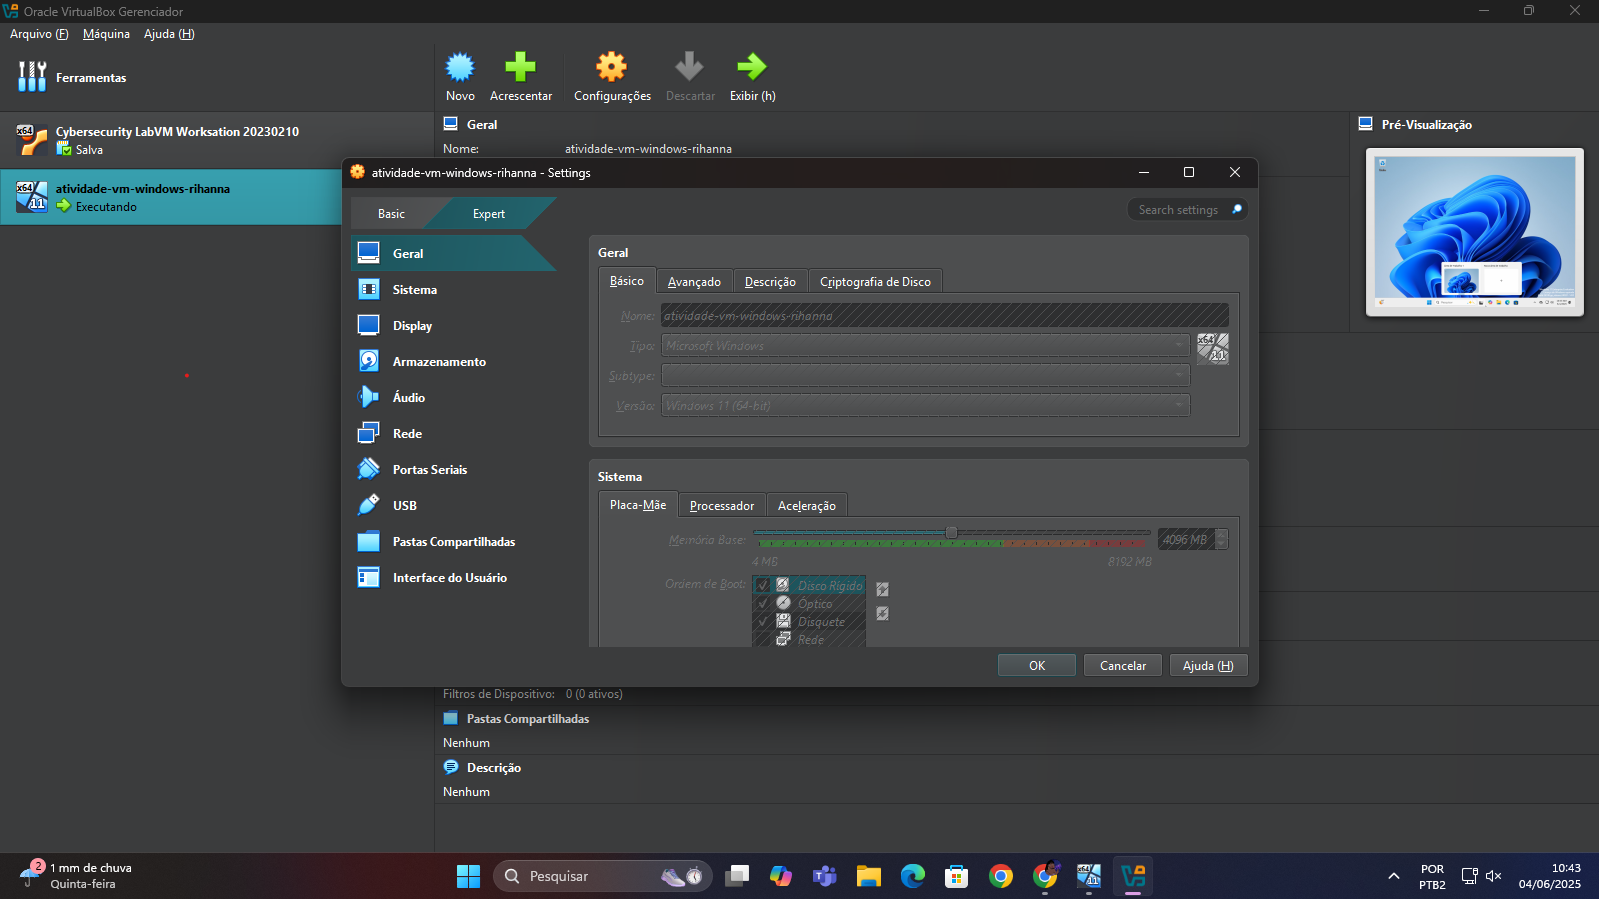 Oracle VirtualBox Gerenciador
Arquivo (F) Máquina Ajuda (H)
Ferramentas
Novo Acrescentar Configurações Descartar Exibir (h)
Cybersecurity LabVM Worksation 20230210
Salva
atividade-vm-windows-rihanna
Executando
Geral
Nome: atividade-vm-windows-rihanna
Pré-Visualização
atividade-vm-windows-rihanna - Settings
Basic Expert
Search settings
Geral
Sistema
Display
Armazenamento
Áudio
Rede
Portas Seriais
USB
Pastas Compartilhadas
Interface do Usuário
Geral
Básico Avançado Descrição Criptografia de Disco
Nome: atividade-vm-windows-rihanna
Tipo: Microsoft Windows
Subtype:
Versão: Windows 11 (64-bit)
Sistema
Placa-Mãe Processador Aceleração
Memória Base: 4096 MB
4 MB 8192 MB
Ordem de Boot: Disco Rígido
Óptico
Disquete
Rede
OK Cancelar Ajuda (H)
Filtros de Dispositivo: 0 (0 ativos)
Pastas Compartilhadas
Nenhum
Descrição
Nenhum
2
1 mm de chuva
Quinta-feira
Pesquisar
POR
PTB2
10:43
04/06/2025